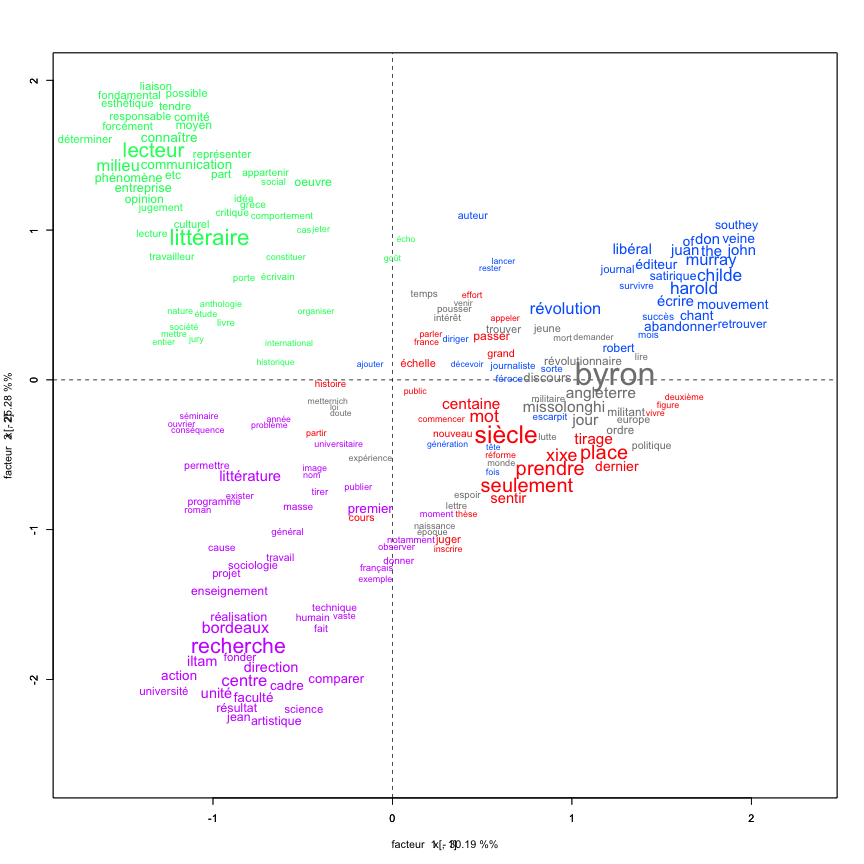 2
liaison
fondamental possible
esthétique tendre
responsable comité
forcément moyen
déterminer connaître
lecteur représenter
milieu communication
phénomène etc part appartenir
entreprise social oeuvre
opinion idée
jugement grèce
critique comportement
auteur
culturel
lecture littéraire cas jeter
southey
écho
1
of don veine
libéral juan the john
travailleur constituer goût
lancer murray
rester journal éditeur
porte écrivain
satirique childe
survivre harold
temps effort
anthologie venir
révolution écrire mouvement
nature étude organiser pousser
livre intérêt appeler
succès chant
société
trouver jeune abandonner retrouver
mettre jury parler passer
entier international france diriger mort demander mois
robert
grand
historique ajouter échelle décevoir journaliste révolutionnaire lire
sorte
0
féroce discours byron
histoire public
angleterre
metternich militaire deuxième
loi centaine missolonghi figure
doute mot escarpit militant vivre
séminaire année commencer jour europe
ouvrier problème
conséquence partir nouveau siècle lutte ordre
universitaire génération tirage
tête
réforme xixe place politique
expérience monde
permettre image prendre dernier
littérature nom fois
tirer publier seulement
exister espoir sentir
programme masse lettre
roman premier moment thèse
cours
naissance
-1
général époque
notamment juger
cause observer inscrire
travail donner
sociologie français
projet exemple
enseignement
technique
réalisation humain vaste
bordeaux fait
recherche
iltam fonder
direction
action centre comparer
université cadre
unité faculté
-2
résultat science
jean artistique
-1 0 1 2